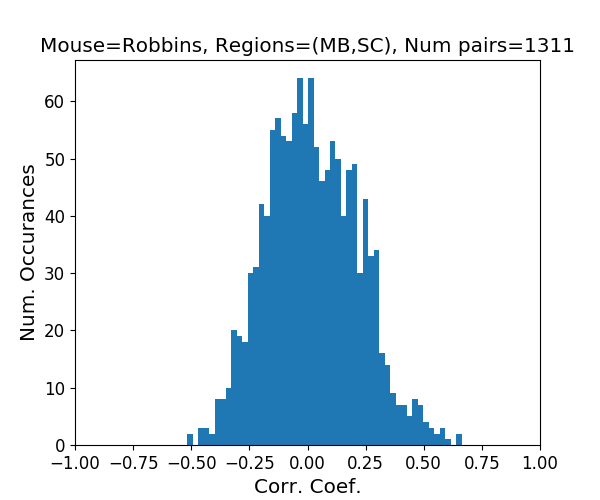 Mouse=Robbins, Regions=(MB,SC), Num pairs=1311
Num. Occurances
60
50
40
30
20
10
0
−1.00 −0.75 −0.50 −0.25 0.00 0.25 0.50 0.75 1.00
Corr. Coef.